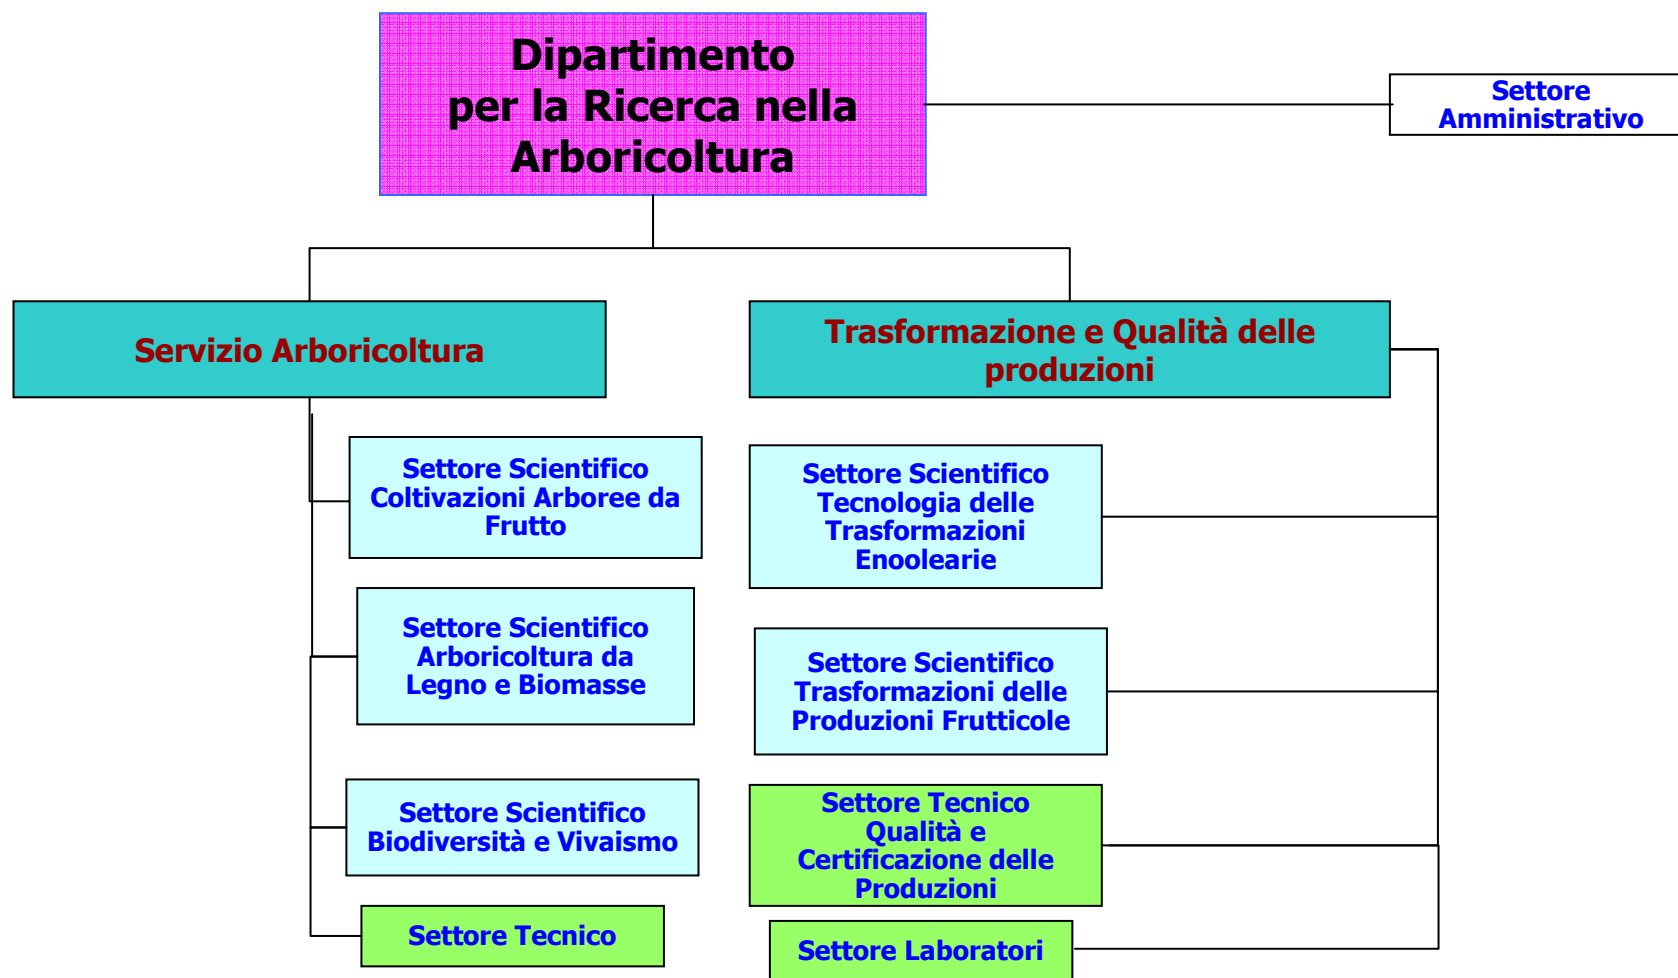 Dipartimento
per la Ricerca nella
Arboricoltura
Settore
Amministrativo
Servizio Arboricoltura
Trasformazione e Qualità delle
produzioni
Settore Scientifico
Coltivazioni Arboree da
Frutto
Settore Scientifico
Arboricoltura da
Legno e Biomasse
Settore Scientifico
Biodiversità e Vivaismo
Settore Tecnico
Settore Scientifico
Tecnologia delle
Trasformazioni
Enoolearie
Settore Scientifico
Trasformazioni delle
Produzioni Frutticole
Settore Tecnico
Qualità e
Certificazione delle
Produzioni
Settore Laboratori